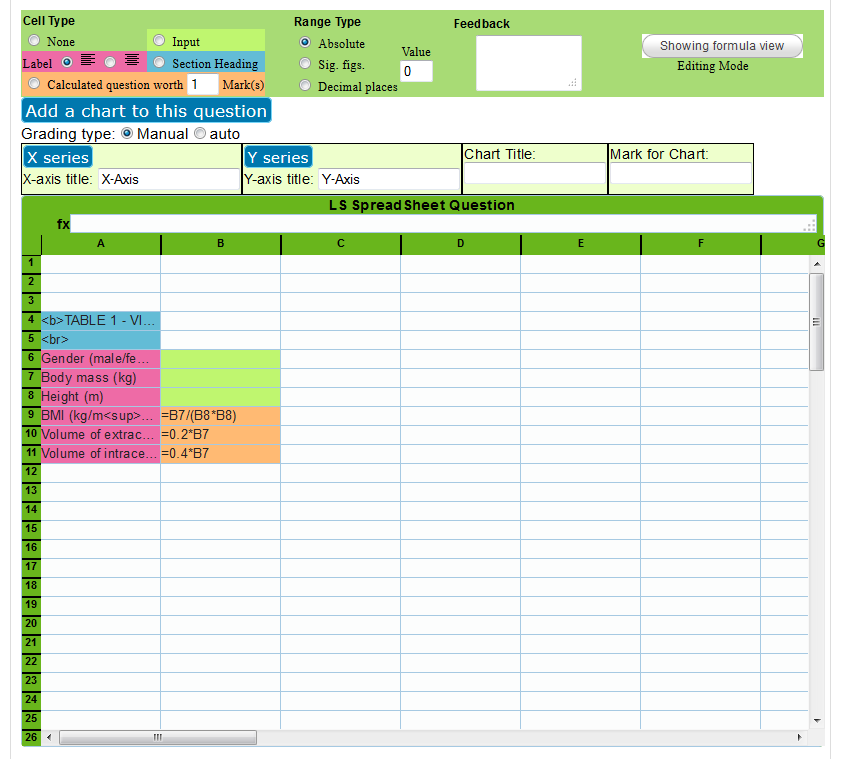 Cell Type
None
Input
Label
Section Heading
Calculated question worth 1 Mark(s)
Range Type
Absolute
Sig. figs.
Decimal places
Value
0
Feedback
Showing formula view
Editing Mode
Add a chart to this question
Grading type: Manual auto
X series
X-axis title: X-Axis
Y series
Y-axis title: Y-Axis
Chart Title:
Mark for Chart:
LS SpreadSheet Question
fx
A B C D E F G
1
2
3
4 <b>TABLE 1 - VI...
5 <br>
6 Gender (male/fe...
7 Body mass (kg)
8 Height (m)
9 BMI (kg/m<sup>... =B7/(B8*B8)
10 Volume of extrac... =0.2*B7
11 Volume of intrace... =0.4*B7
12
13
14
15
16
17
18
19
20
21
22
23
24
25
26